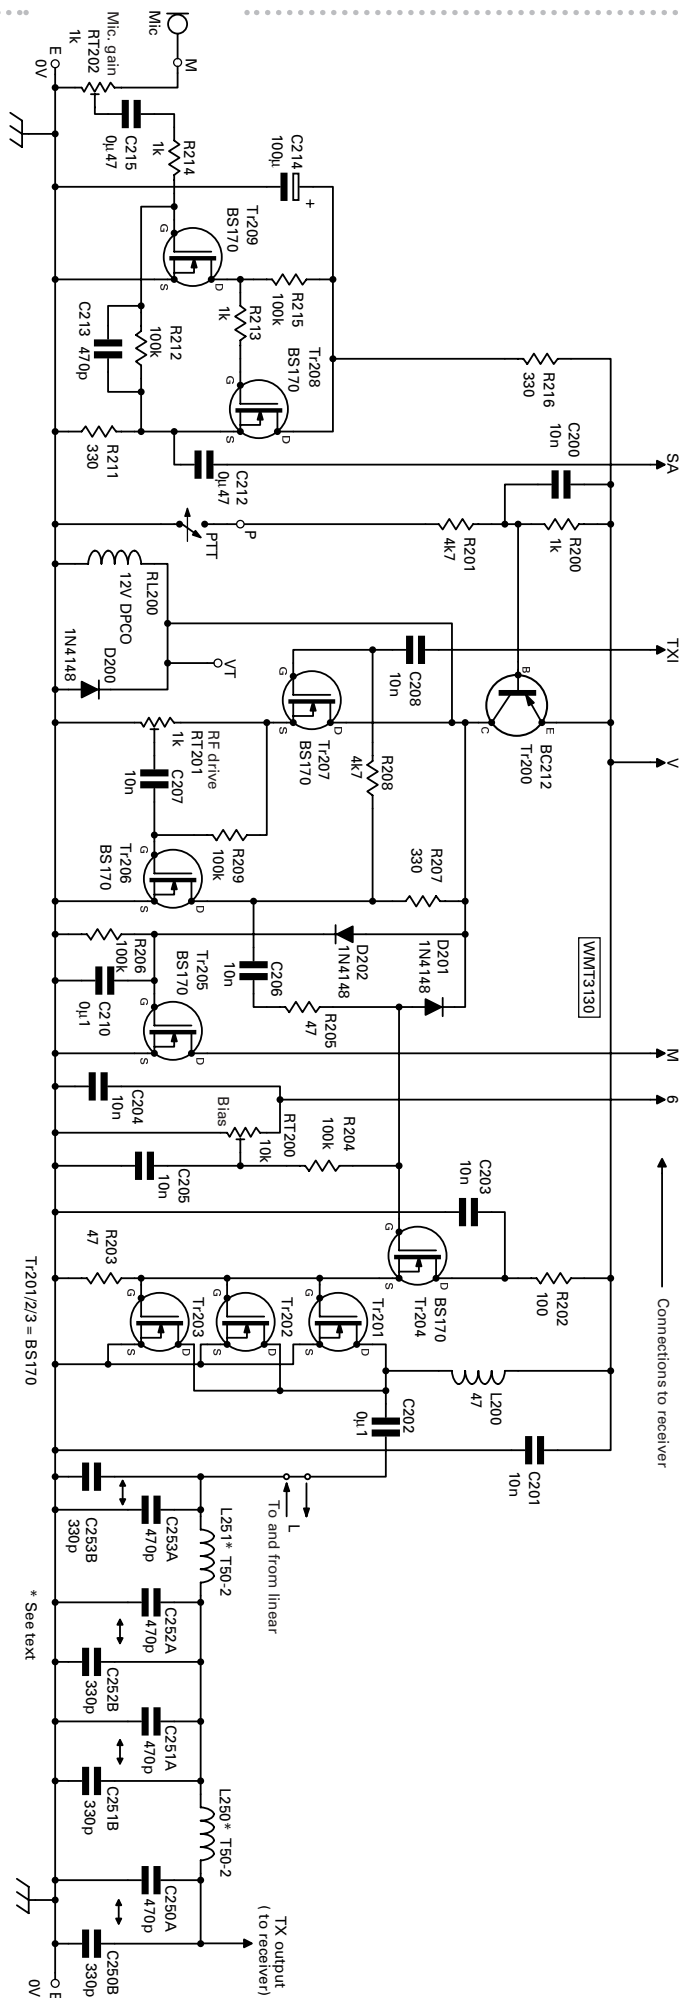 Mic
M
Mic. gain
RT202
1k
E
0V
C215
0µ47
R214
1k
C214
100µ
+
Tr209
BS170
G
D
S
R215
100k
R213
1k
R212
100k
C213 470p
Tr208
BS170
G
D
S
R216
330
R211
330
C212
0µ47
SA
C200
10n
R200
1k
R201
4k7
P
PTT
RL200
12V DPCO
D200
1N4148
VT
TXI
C208
10n
B
C
E
BC212
Tr200
V
G
D
S
Tr207
BS170
R208
4k7
RF drive
RT201
1k
C207
10n
R209
100k
R207
330
Tr206
BS170
G
D
S
D201
1N4148
D202
1N4148
C206
10n
R205
47
WMT3130
R206
100k
Tr205
BS170
G
D
S
C210
0µ1
M
6
C204
10n
Bias
RT200
10k
R204
100k
C205
10n
C203
10n
Connections to receiver
G
D
S
BS170
Tr204
R202
100
R203
47
Tr201/2/3 = BS170
G
D
S
Tr203
G
D
S
Tr202
G
D
S
Tr201
L200
47
C202
0µ1
C201
10n
L
To and from linear
C253B
330p
C253A
470p
L251* T50-2
* See text
C252A
470p
C252B
330p
C251A
470p
C251B
330p
L250* T50-2
C250A
470p
C250B
330p
TX output
( to receiver)
E
0V